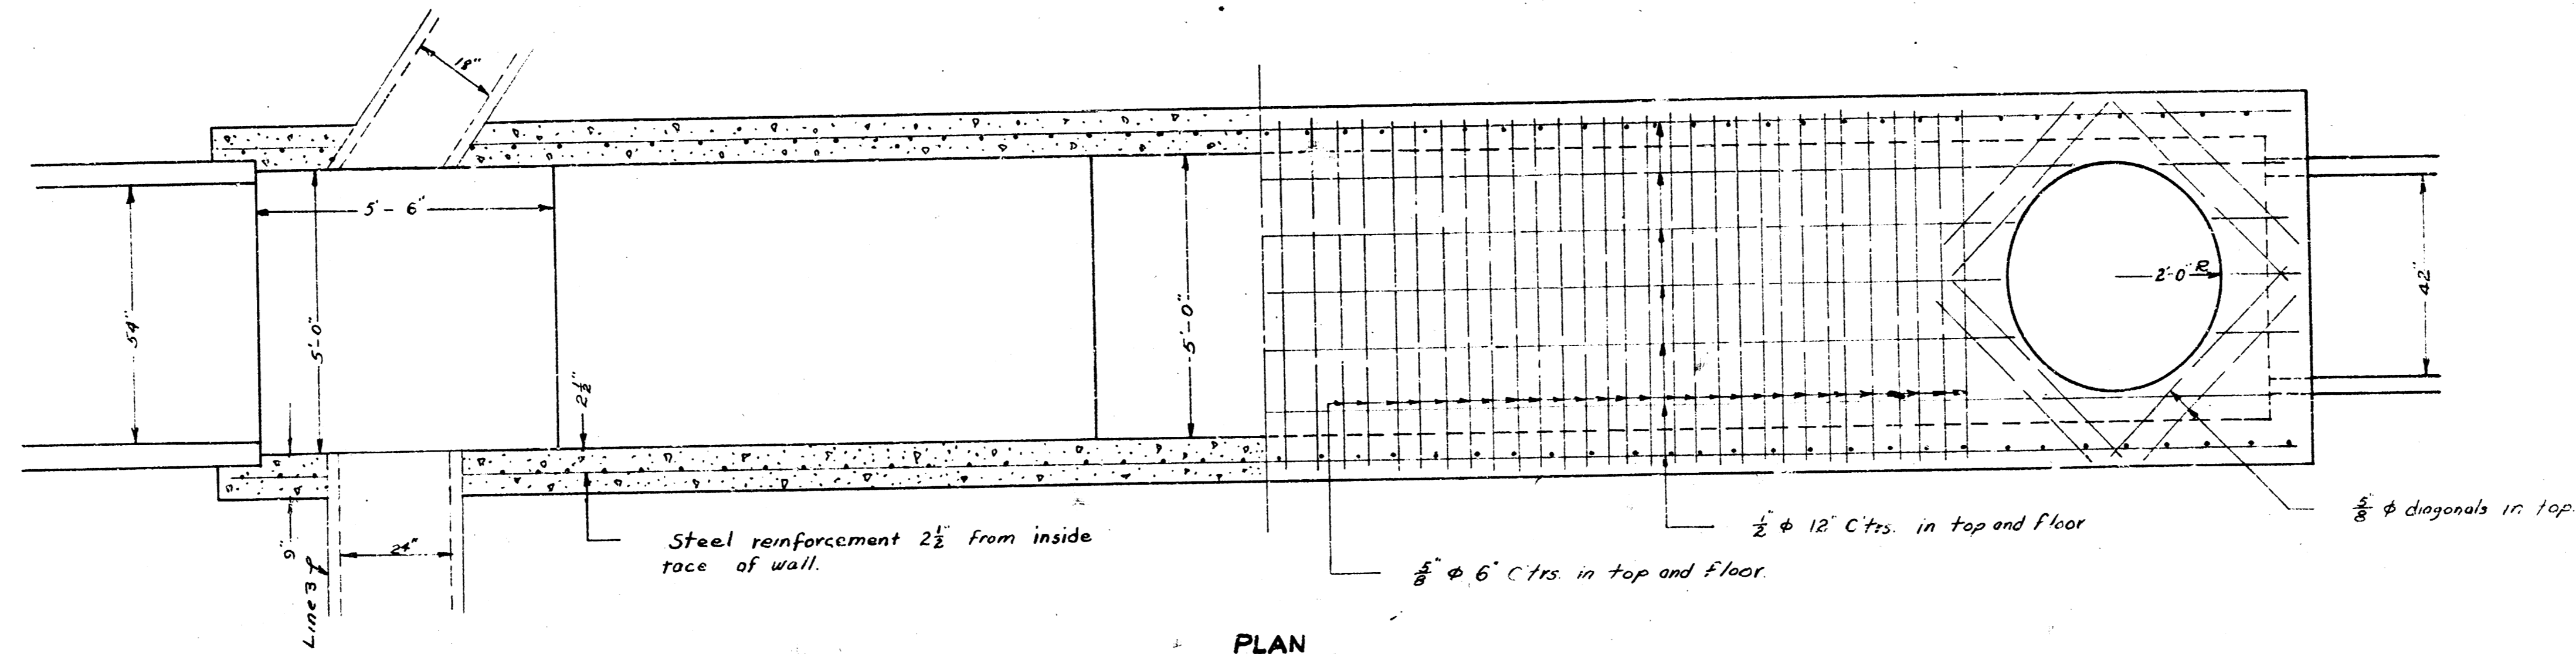 18"
5'- 6"
54"
5'-0"
2½"
5'-0"
2'-0" R
42"
9"
24"
Line 3
Steel reinforcement 2½" from inside
face of wall.
⅝" ϕ 6" Ctrs. in top and floor.
½" ϕ 12" Ctrs. in top and floor
⅝" ϕ diagonals in top.
PLAN